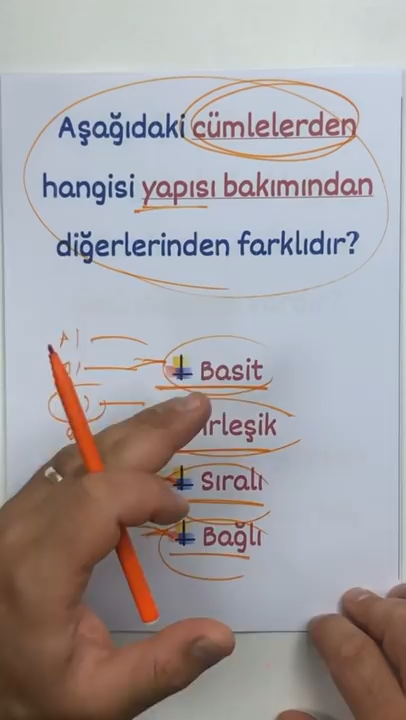 Aşağıdaki cümlelerden
hangisi yapısı bakımından
diğerlerinden farklıdır?
A)
Basit
Sıralı
Bağlı